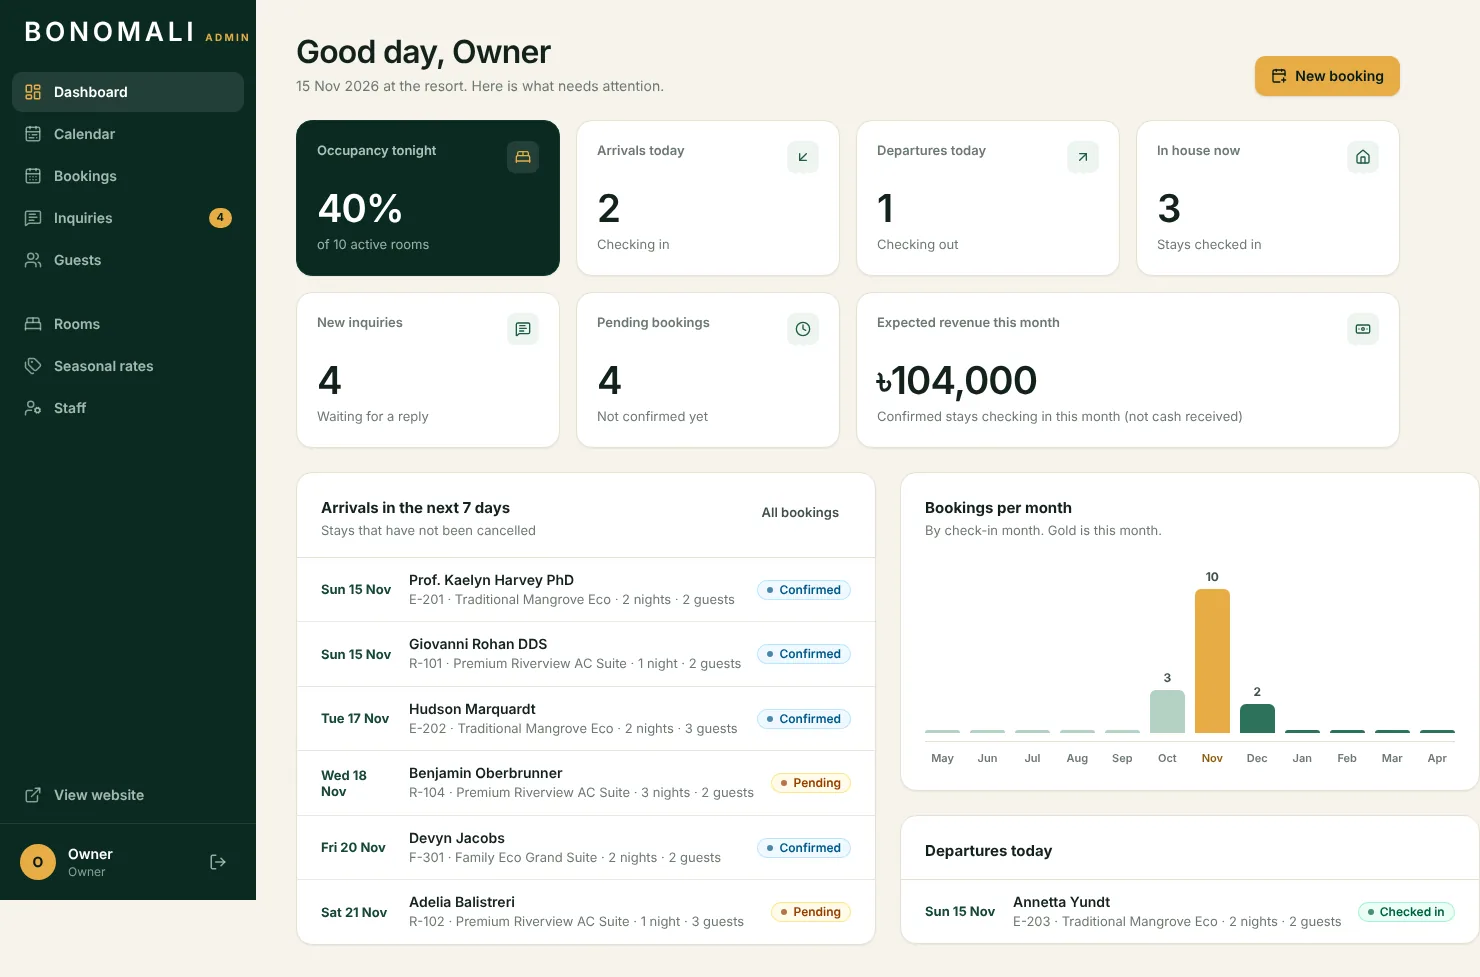 BONOMALI ADMIN
Dashboard
Calendar
Bookings
Inquiries 4
Guests
Rooms
Seasonal rates
Staff
View website
O
Owner
Owner
Good day, Owner
15 Nov 2026 at the resort. Here is what needs attention.
New booking
Occupancy tonight
40%
of 10 active rooms
Arrivals today
2
Checking in
Departures today
1
Checking out
In house now
3
Stays checked in
New inquiries
4
Waiting for a reply
Pending bookings
4
Not confirmed yet
Expected revenue this month
৳104,000
Confirmed stays checking in this month (not cash received)
Arrivals in the next 7 days
Stays that have not been cancelled
All bookings
Sun 15 Nov
Prof. Kaelyn Harvey PhD
E-201 · Traditional Mangrove Eco · 2 nights · 2 guests
Confirmed
Sun 15 Nov
Giovanni Rohan DDS
R-101 · Premium Riverview AC Suite · 1 night · 2 guests
Confirmed
Tue 17 Nov
Hudson Marquardt
E-202 · Traditional Mangrove Eco · 2 nights · 3 guests
Confirmed
Wed 18
Nov
Benjamin Oberbrunner
R-104 · Premium Riverview AC Suite · 3 nights · 2 guests
Pending
Fri 20 Nov
Devyn Jacobs
F-301 · Family Eco Grand Suite · 2 nights · 2 guests
Confirmed
Sat 21 Nov
Adelia Balistreri
R-102 · Premium Riverview AC Suite · 1 night · 3 guests
Pending
Bookings per month
By check-in month. Gold is this month.
10
3
2
May Jun Jul Aug Sep Oct Nov Dec Jan Feb Mar Apr
Departures today
Sun 15 Nov
Annetta Yundt
E-203 · Traditional Mangrove Eco · 2 nights · 2 guests
Checked in